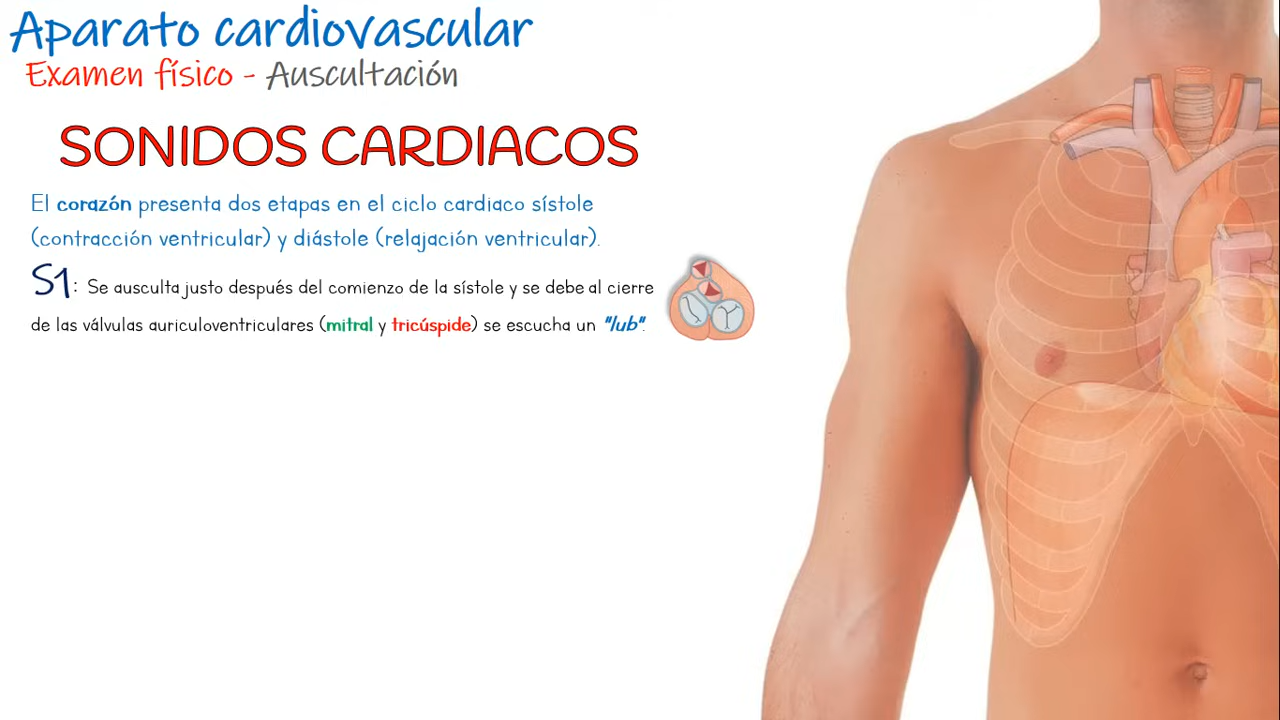 Aparato cardiovascular
Examen físico - Auscultación
SONIDOS CARDIACOS
El corazón presenta dos etapas en el ciclo cardiaco sístole
(contracción ventricular) y diástole (relajación ventricular).
S1: Se ausculta justo después del comienzo de la sístole y se debe al cierre
de las válvulas auriculoventriculares (mitral y tricúspide) se escucha un "lub".